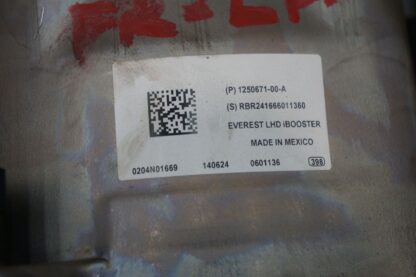 (P) 1250671-00-A
(S) RBR241666011360
EVEREST LHD iBOOSTER
MADE IN MEXICO
0204N01669 140624 0601136 398